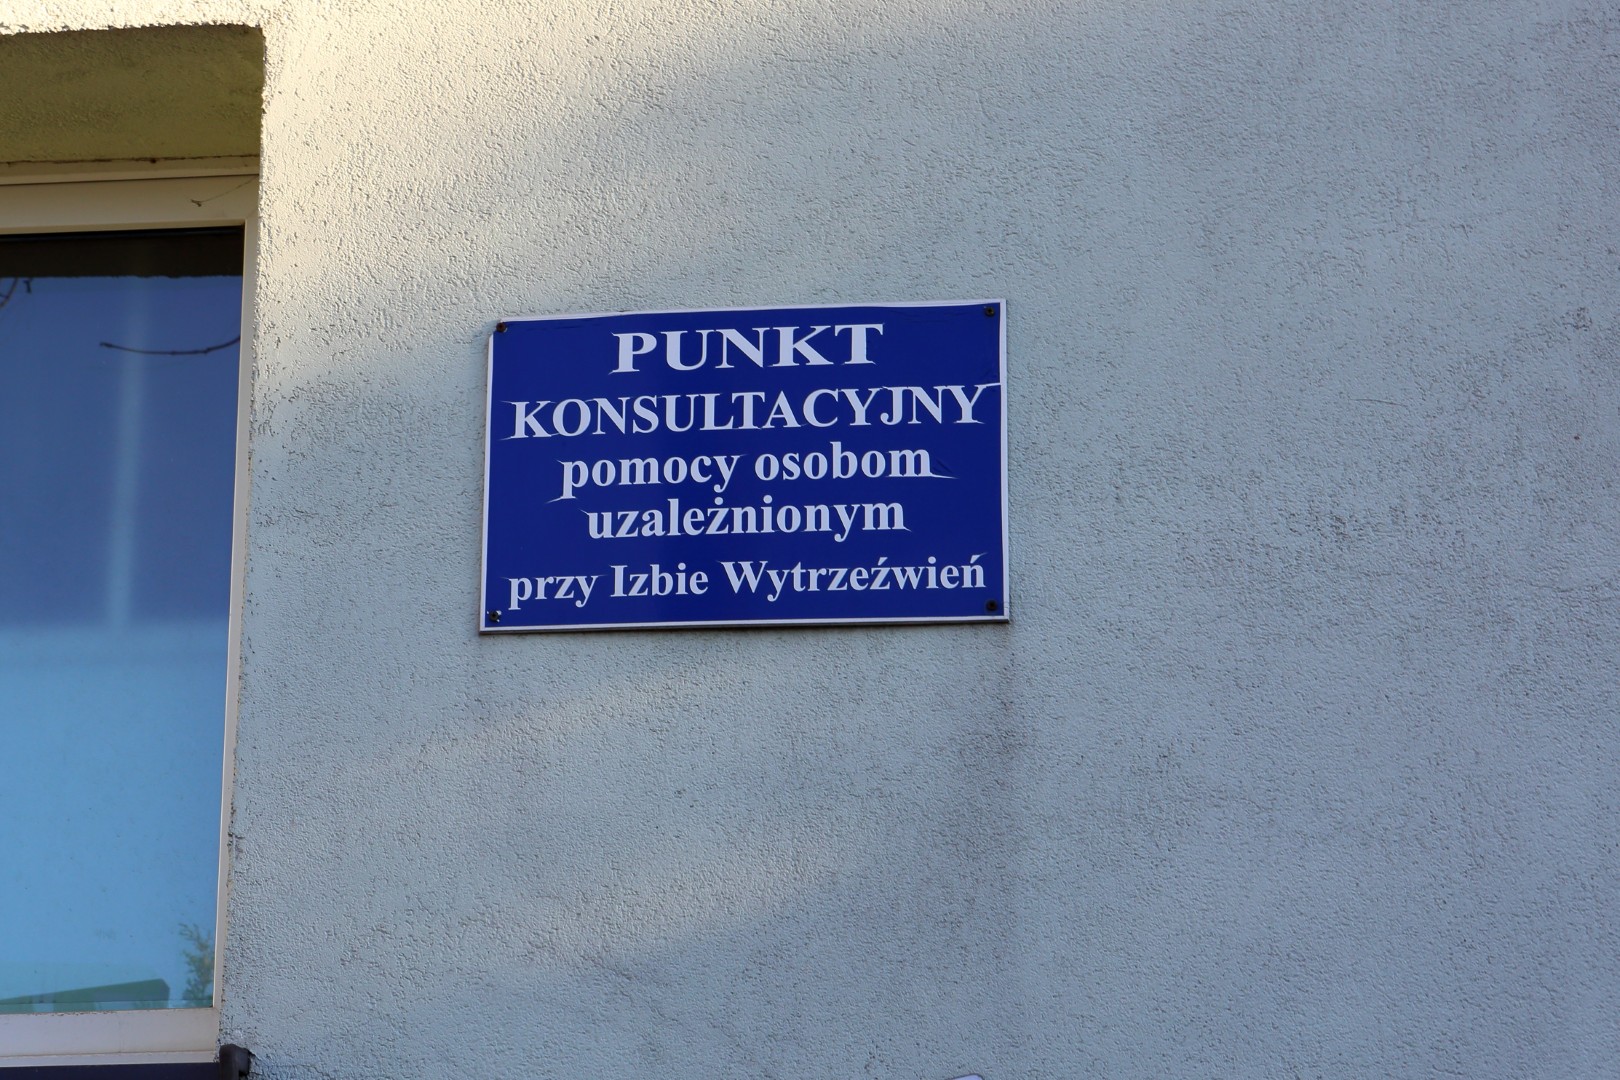 PUNKT
KONSULTACYJNY
pomocy osobom
uzależnionym
przy Izbie Wytrzeźwień